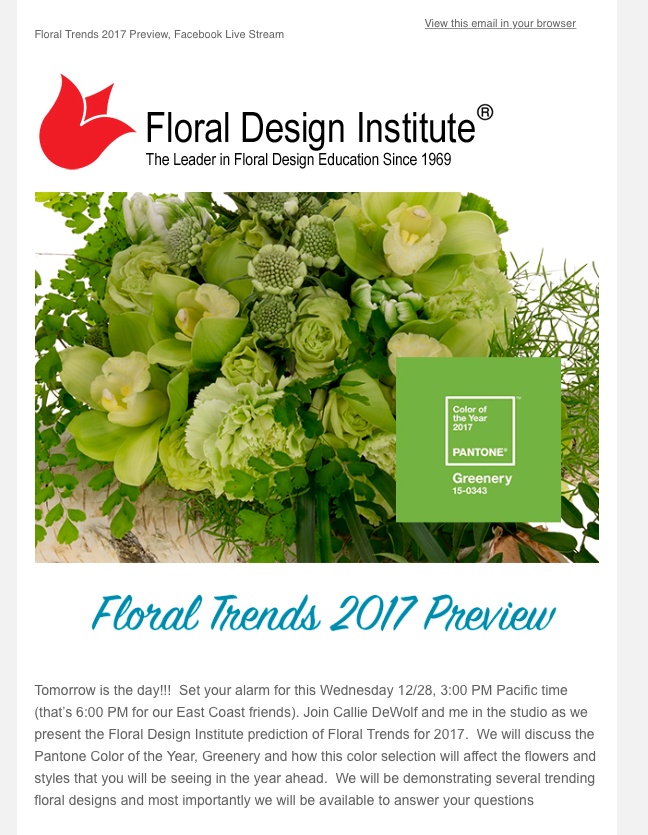 View this email in your browser
Floral Trends 2017 Preview, Facebook Live Stream
Floral Design Institute®
The Leader in Floral Design Education Since 1969
Color of
the Year
2017
PANTONE®
™
Greenery
15-0343
Floral Trends 2017 Preview
Tomorrow is the day!!!  Set your alarm for this Wednesday 12/28, 3:00 PM Pacific time
(that’s 6:00 PM for our East Coast friends). Join Callie DeWolf and me in the studio as we
present the Floral Design Institute prediction of Floral Trends for 2017.  We will discuss the
Pantone Color of the Year, Greenery and how this color selection will affect the flowers and
styles that you will be seeing in the year ahead.  We will be demonstrating several trending
floral designs and most importantly we will be available to answer your questions